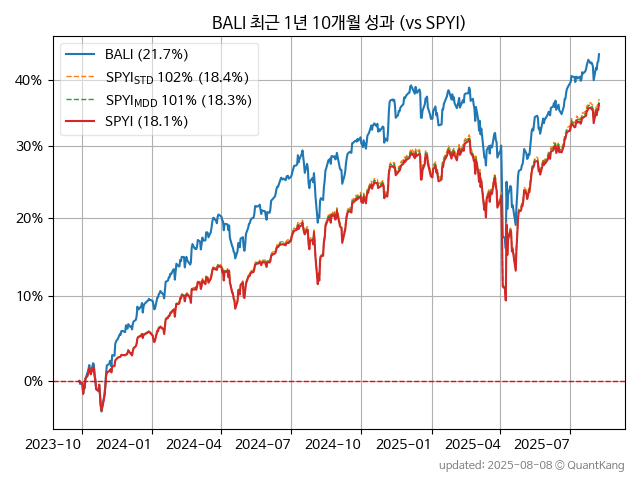 BALI 최근 1년 10개월 성과 (vs SPYI)
BALI (21.7%)
SPYI_STD 102% (18.4%)
SPYI_MDD 101% (18.3%)
SPYI (18.1%)
40%
30%
20%
10%
0%
2023-10 2024-01 2024-04 2024-07 2024-10 2025-01 2025-04 2025-07
updated: 2025-08-08 © QuantKang